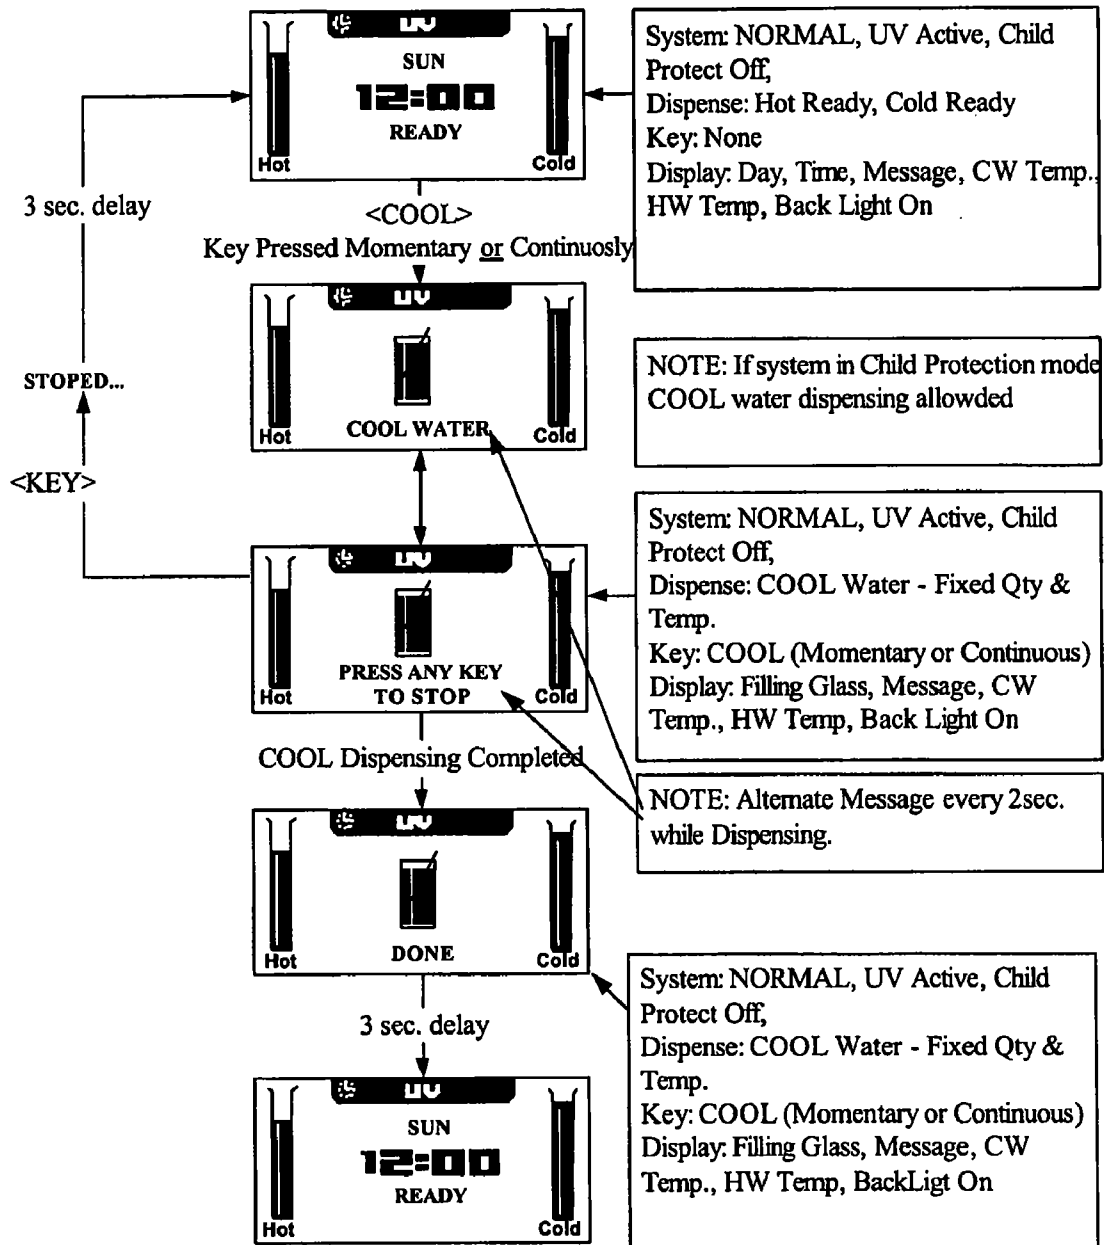 UV
SUN
12:00
READY
Hot
Cold
System: NORMAL, UV Active, Child
Protect Off,
Dispense: Hot Ready, Cold Ready
Key: None
Display: Day, Time, Message, CW Temp.,
HW Temp, Back Light On
3 sec. delay
<COOL>
Key Pressed Momentary or Continuosly
UV
COOL WATER
Hot
Cold
NOTE: If system in Child Protection mode
COOL water dispensing allowded
STOPED...
<KEY>
UV
PRESS ANY KEY
TO STOP
Hot
Cold
System: NORMAL, UV Active, Child
Protect Off,
Dispense: COOL Water - Fixed Qty &
Temp.
Key: COOL (Momentary or Continuous)
Display: Filling Glass, Message, CW
Temp., HW Temp, Back Light On
COOL Dispensing Completed
NOTE: Alternate Message every 2sec.
while Dispensing.
UV
DONE
Hot
Cold
System: NORMAL, UV Active, Child
Protect Off,
Dispense: COOL Water - Fixed Qty &
Temp.
Key: COOL (Momentary or Continuous)
Display: Filling Glass, Message, CW
Temp., HW Temp, BackLigt On
3 sec. delay
UV
SUN
12:00
READY
Hot
Cold